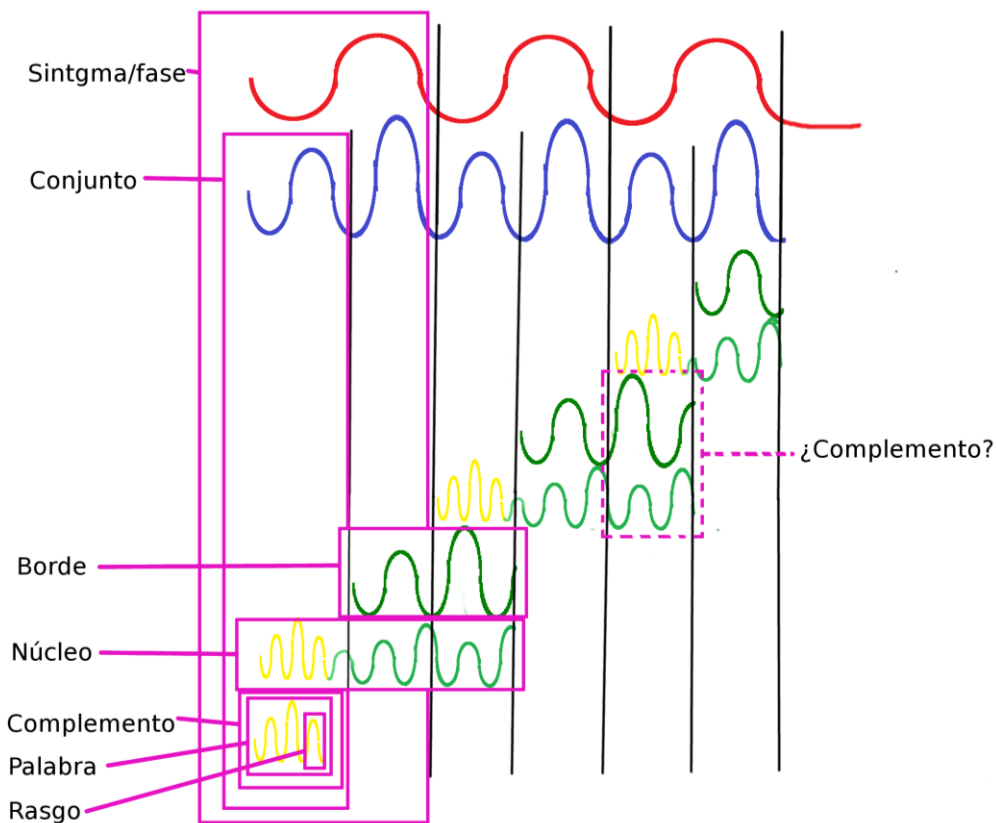 Sintgma/fase
Conjunto
¿Complemento?
Borde
Núcleo
Complemento
Palabra
Rasgo